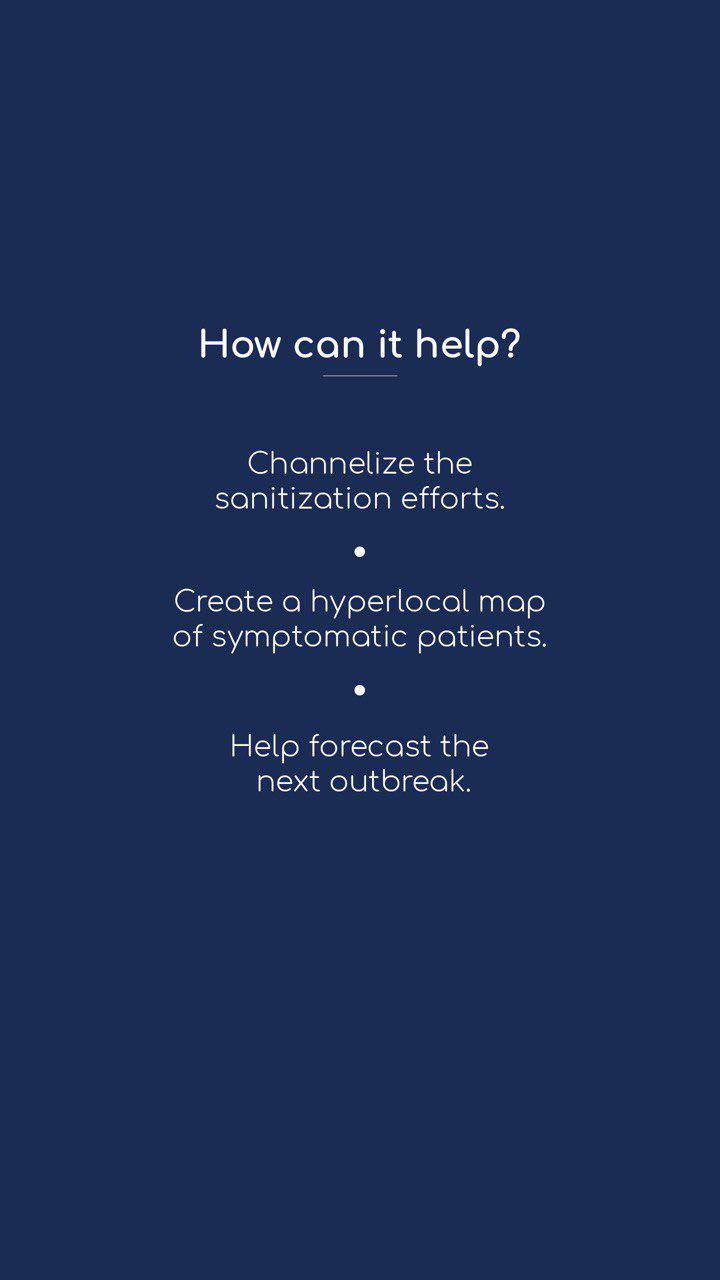 How can it help?
Channelize the
sanitization efforts.
Create a hyperlocal map
of symptomatic patients.
Help forecast the
next outbreak.